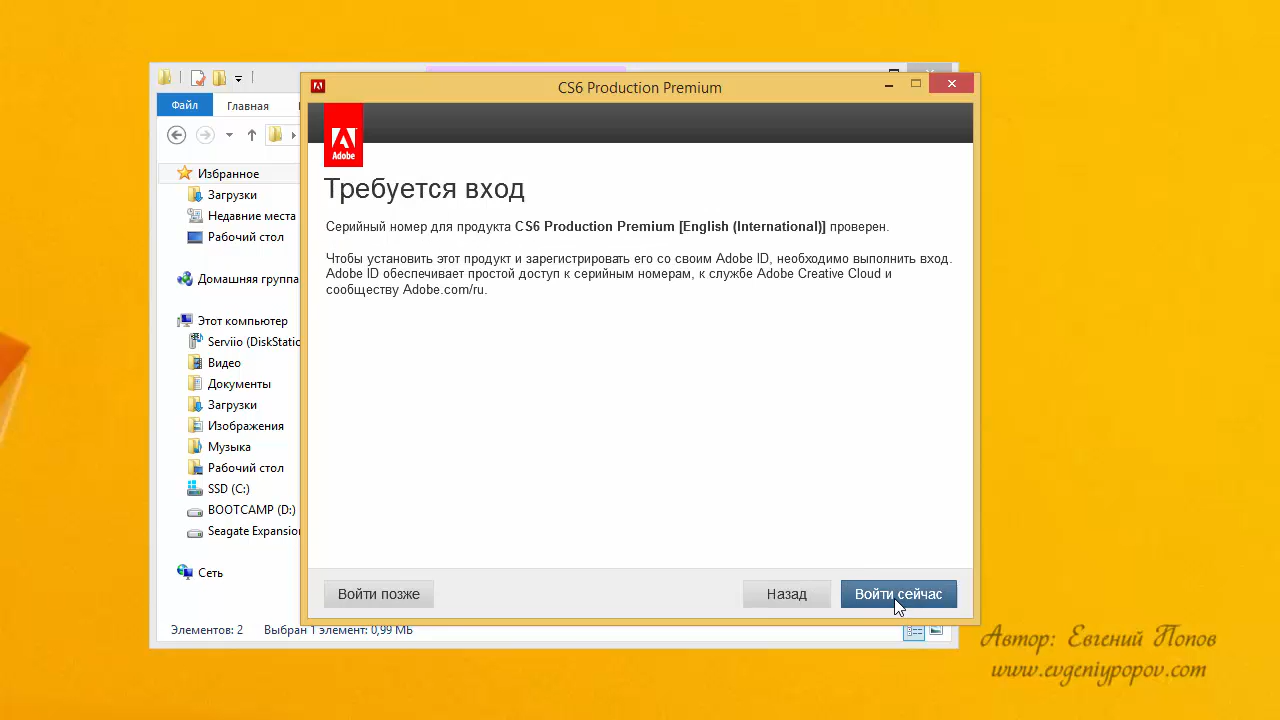 CS6 Production Premium
Файл
Главная
Adobe
Требуется вход
Серийный номер для продукта CS6 Production Premium [English (International)] проверен.
Чтобы установить этот продукт и зарегистрировать его со своим Adobe ID, необходимо выполнить вход.
Adobe ID обеспечивает простой доступ к серийным номерам, к службе Adobe Creative Cloud и
сообществу Adobe.com/ru.
Избранное
Загрузки
Недавние места
Рабочий стол
Домашняя группа
Этот компьютер
Serviio (DiskStatio
Видео
Документы
Загрузки
Изображения
Музыка
Рабочий стол
SSD (C:)
BOOTCAMP (D:)
Seagate Expansion
Сеть
Войти позже
Назад
Войти сейчас
Элементов: 2
Выбран 1 элемент: 0,99 МБ
Автор: Евгений Попов
www.evgeniypopov.com